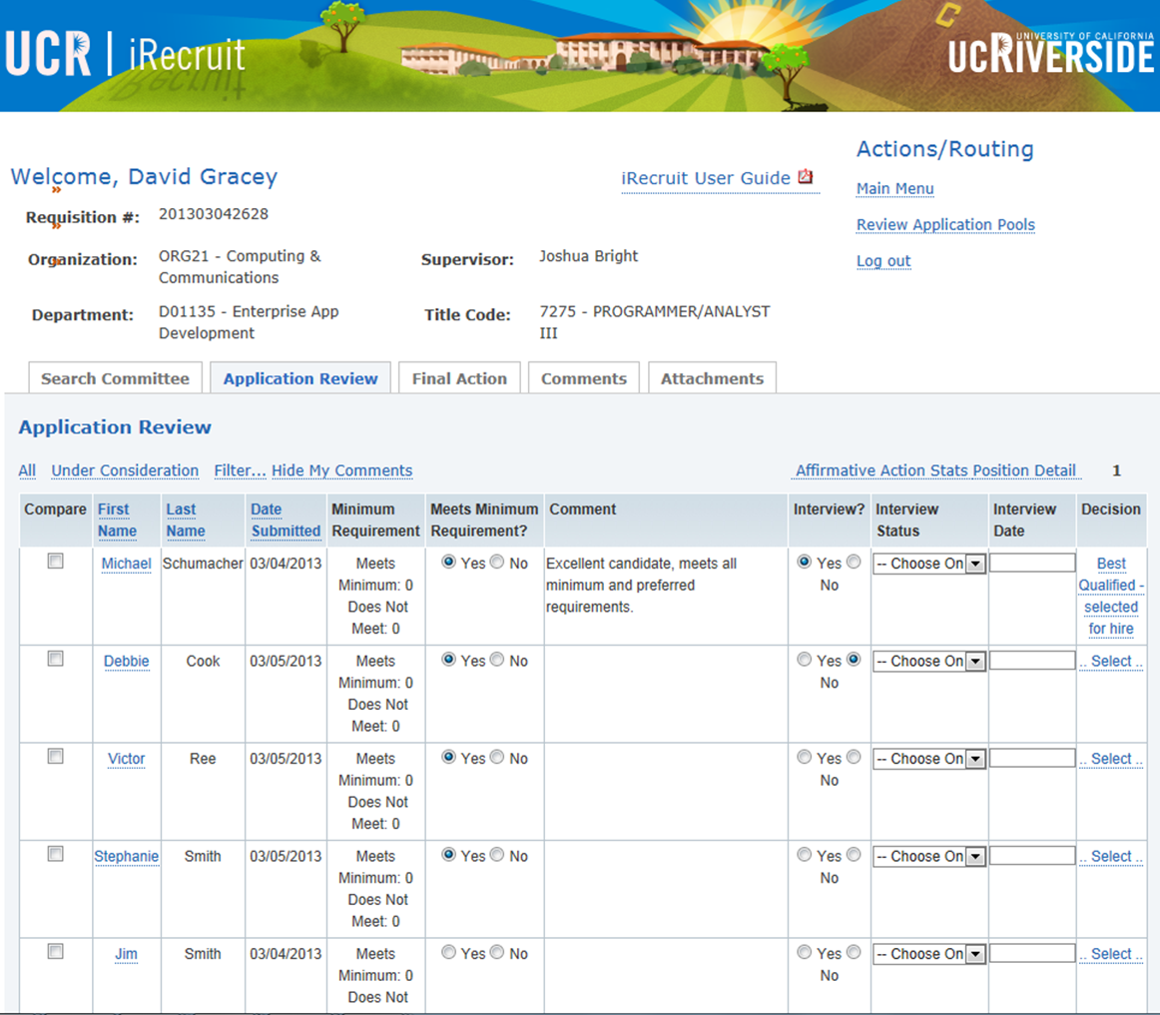 UCR | iRecruit
UNIVERSITY OF CALIFORNIA
UCRIVERSIDE
C
Actions/Routing
Welcome, David Gracey
iRecruit User Guide
Main Menu
Requisition #: 201303042628
Review Application Pools
Organization: ORG21 - Computing &
Communications
Supervisor: Joshua Bright
Log out
Department: D01135 - Enterprise App
Development
Title Code: 7275 - PROGRAMMER/ANALYST
III
Search Committee Application Review Final Action Comments Attachments
Application Review
All Under Consideration Filter... Hide My Comments Affirmative Action Stats Position Detail 1
Compare First Last Date Minimum Meets Minimum Comment Interview? Interview Interview Decision
Name Name Submitted Requirement Requirement? Status Date
Michael Schumacher 03/04/2013 Meets Yes No Excellent candidate, meets all Yes -- Choose On Best
Minimum: 0 minimum and preferred No Qualified -
Does Not requirements. selected
Meet: 0 for hire
Debbie Cook 03/05/2013 Meets Yes No Yes -- Choose On .. Select ..
Minimum: 0 No
Does Not
Meet: 0
Victor Ree 03/05/2013 Meets Yes No Yes -- Choose On .. Select ..
Minimum: 0 No
Does Not
Meet: 0
Stephanie Smith 03/05/2013 Meets Yes No Yes -- Choose On .. Select ..
Minimum: 0 No
Does Not
Meet: 0
Jim Smith 03/04/2013 Meets Yes No Yes -- Choose On .. Select ..
Minimum: 0 No
Does Not